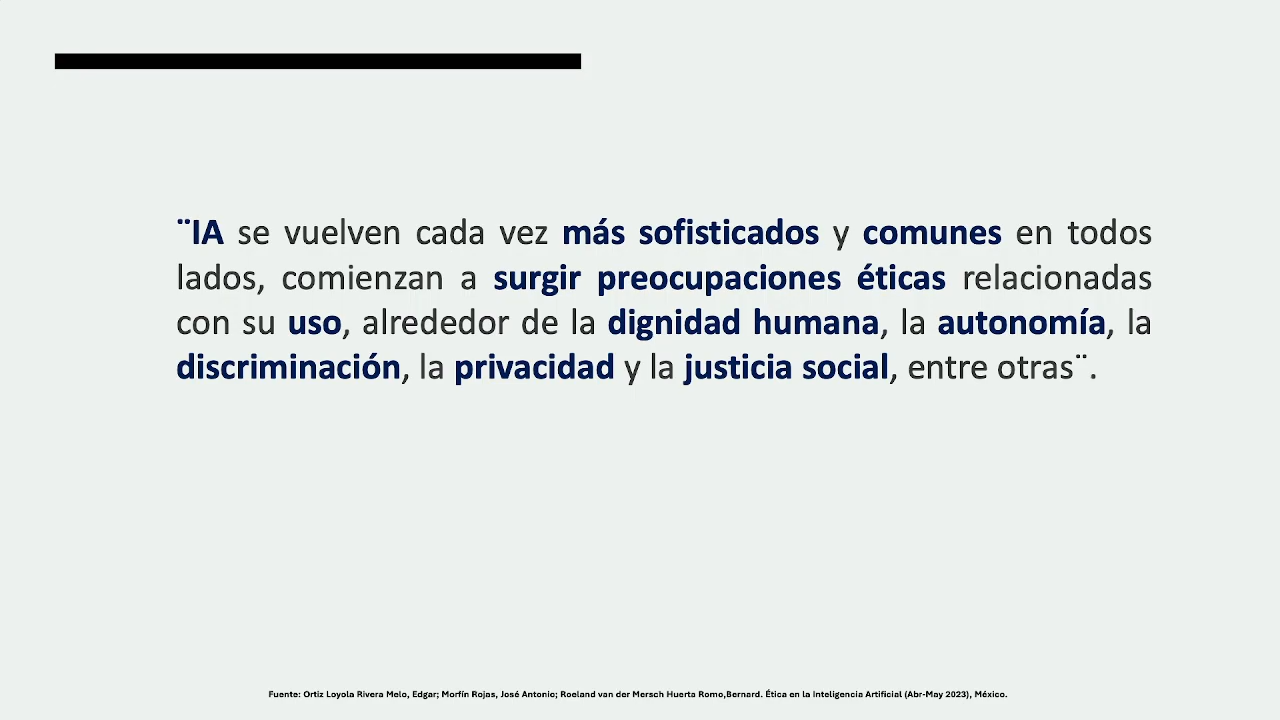 ¨IA se vuelven cada vez más sofisticados y comunes en todos
lados, comienzan a surgir preocupaciones éticas relacionadas
con su uso, alrededor de la dignidad humana, la autonomía, la
discriminación, la privacidad y la justicia social, entre otras¨.
Fuente: Ortiz Loyola Rivera Melo, Edgar; Morfín Rojas, José Antonio; Roeland van der Mersch Huerta Romo,Bernard. Ética en la Inteligencia Artificial (Abr-May 2023), México.